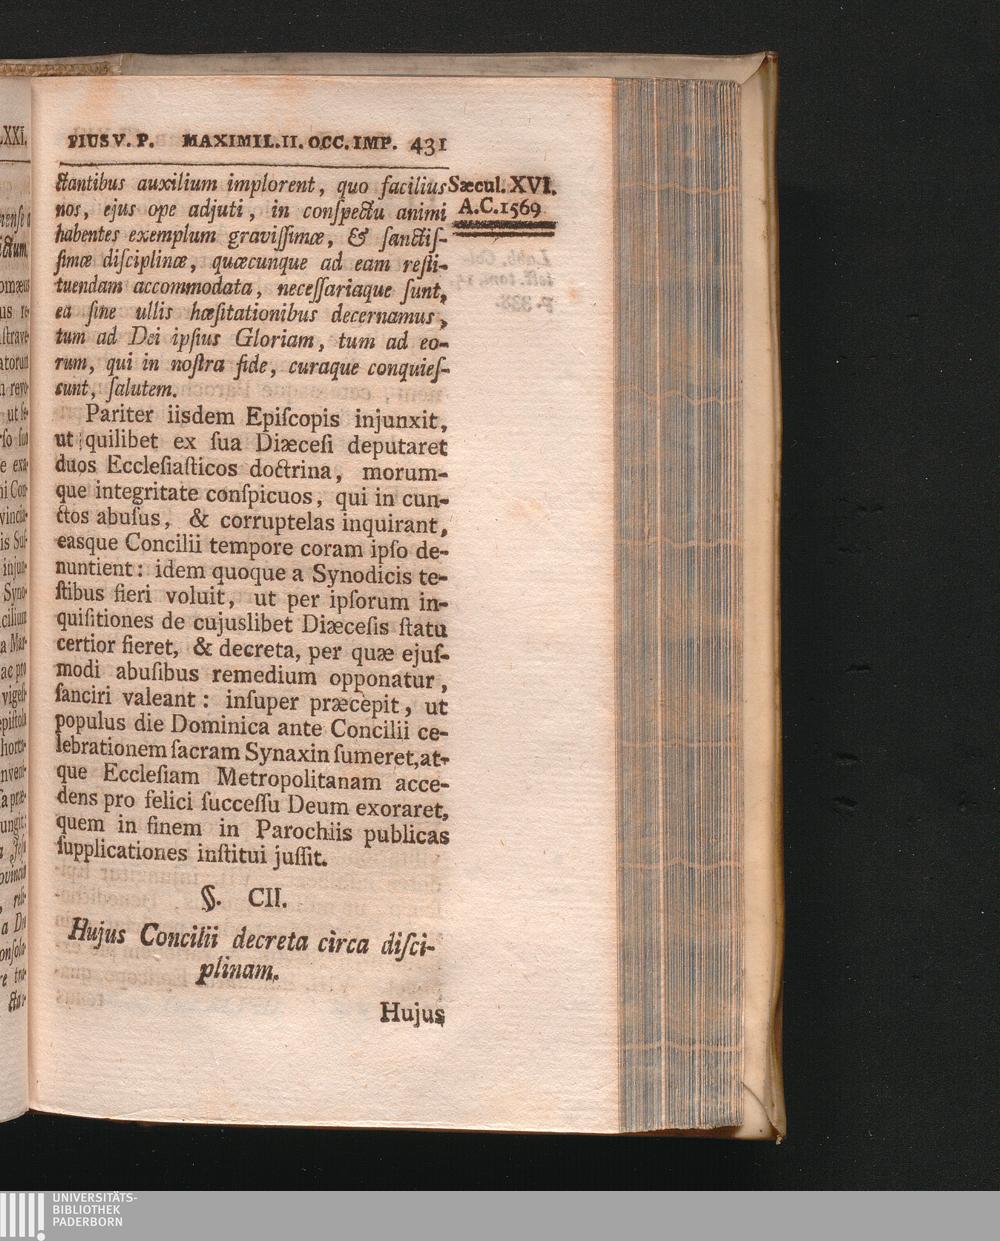 PIUS V. P. MAXIMIL. II. OCC. IMP. 431
Sæcul. XVI.
A.C. 1569
ctantibus auxilium implorent, quo facilius
nos, ejus ope adjuti, in conſpectu animi
habentes exemplum graviſſimæ, & ſanctiſ-
ſimæ diſciplinæ, quæcunque ad eam reſti-
tuendam accommodata, neceſſariaque ſunt,
ea ſine ullis hæſitationibus decernamus,
tum ad Dei ipſius Gloriam, tum ad eo-
rum, qui in noſtra fide, curaque conquieſ-
cunt, ſalutem.
Pariter iisdem Epiſcopis injunxit,
ut quilibet ex ſua Diæceſi deputaret
duos Eccleſiaſticos doctrina, morum-
que integritate conſpicuos, qui in cun-
ctos abuſus, & corruptelas inquirant,
easque Concilii tempore coram ipſo de-
nuntient: idem quoque a Synodicis te-
ſtibus fieri voluit, ut per ipſorum in-
quiſitiones de cujuslibet Diæceſis ſtatu
certior fieret, & decreta, per quæ ejuſ-
modi abuſibus remedium opponatur,
ſanciri valeant: inſuper præcepit, ut
populus die Dominica ante Concilii ce-
lebrationem ſacram Synaxin ſumeret, at-
que Eccleſiam Metropolitanam acce-
dens pro felici ſucceſſu Deum exoraret,
quem in finem in Parochiis publicas
ſupplicationes inſtitui juſſit.
§. CII.
Hujus Concilii decreta circa diſci-
plinam.
Hujus
UNIVERSITÄTS-
BIBLIOTHEK
PADERBORN